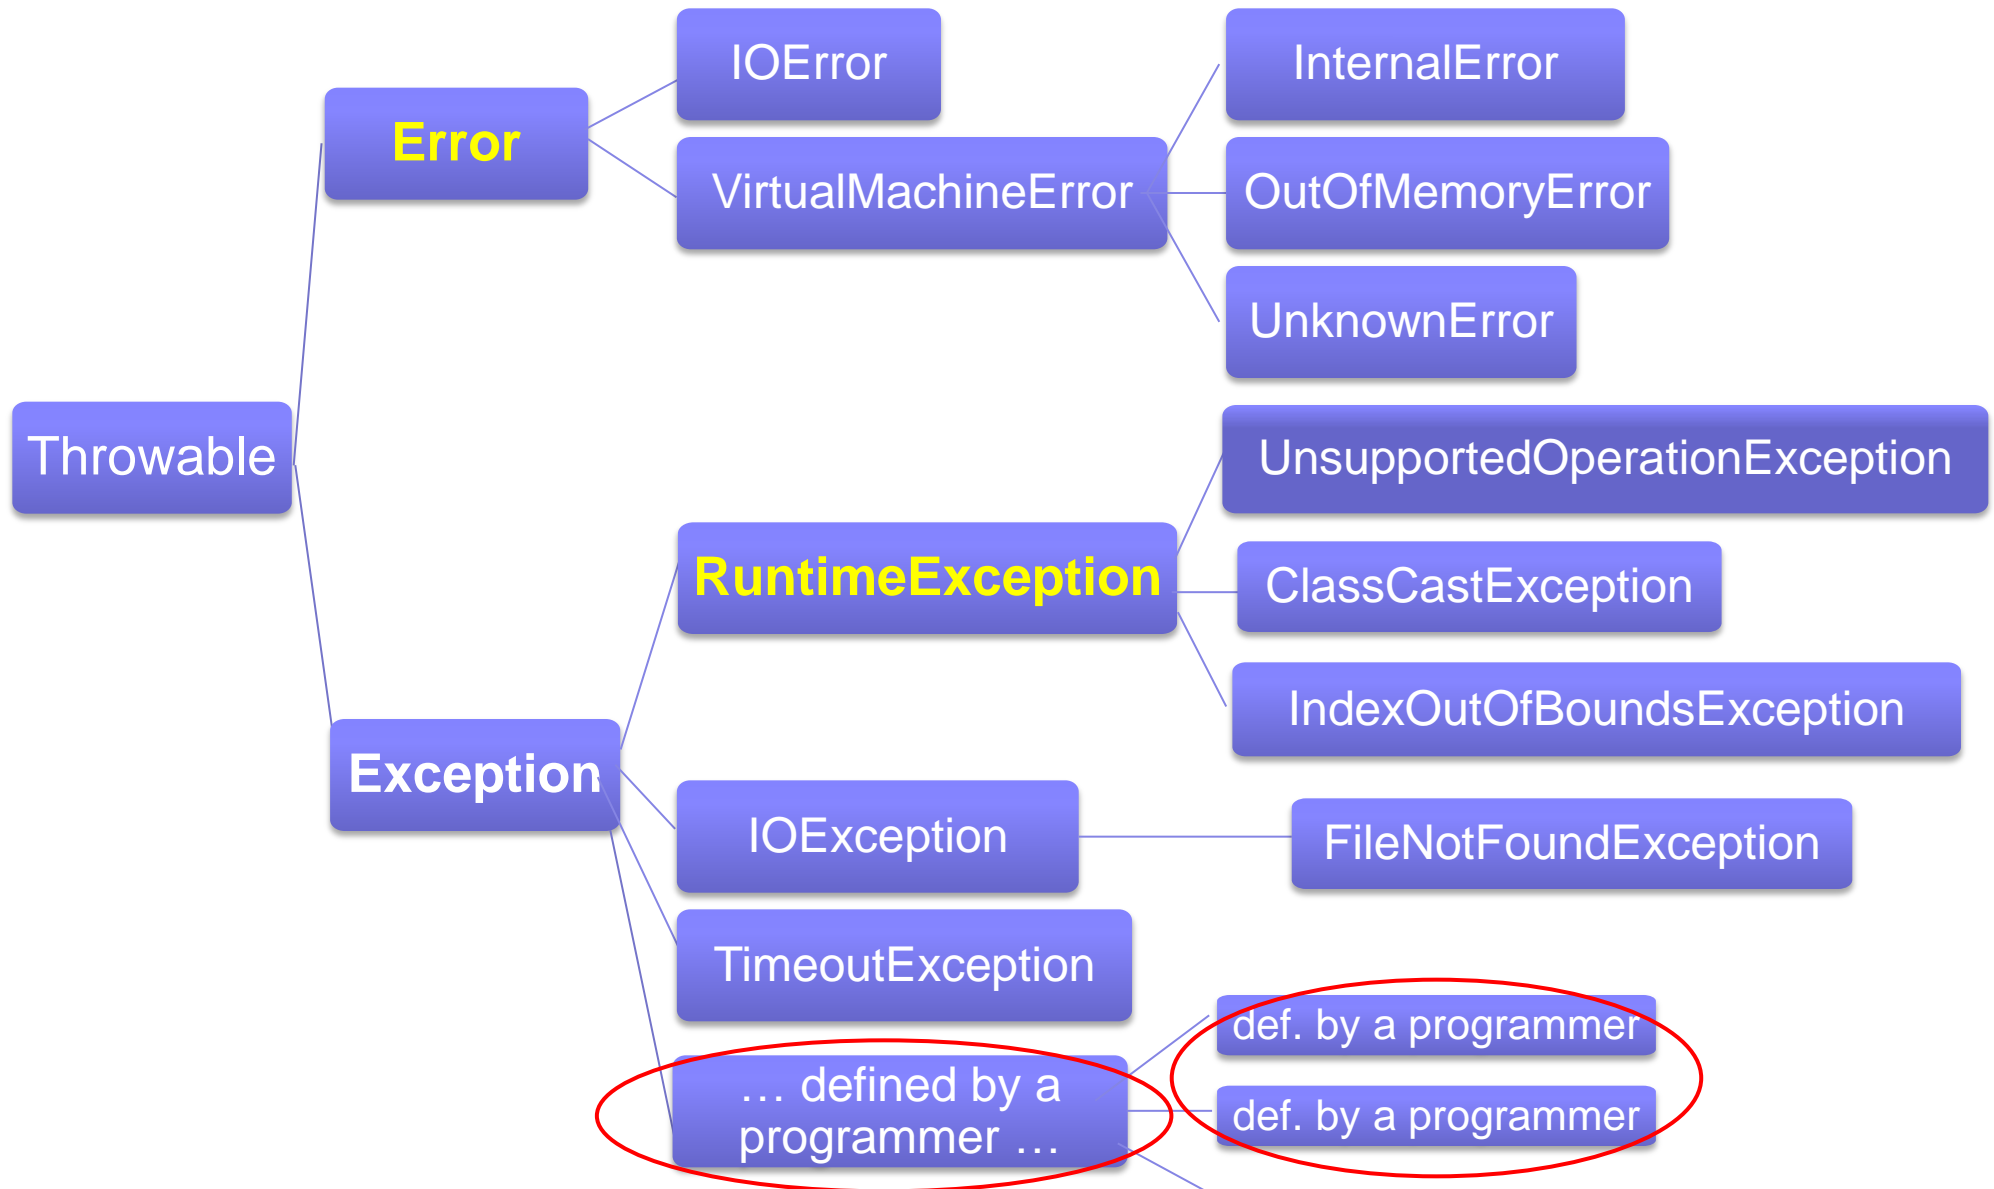 IOError
InternalError
Error
VirtualMachineError
OutOfMemoryError
UnknownError
Throwable
UnsupportedOperationException
RuntimeException
ClassCastException
IndexOutOfBoundsException
Exception
IOException
FileNotFoundException
TimeoutException
def. by a programmer
… defined by a
programmer …
def. by a programmer